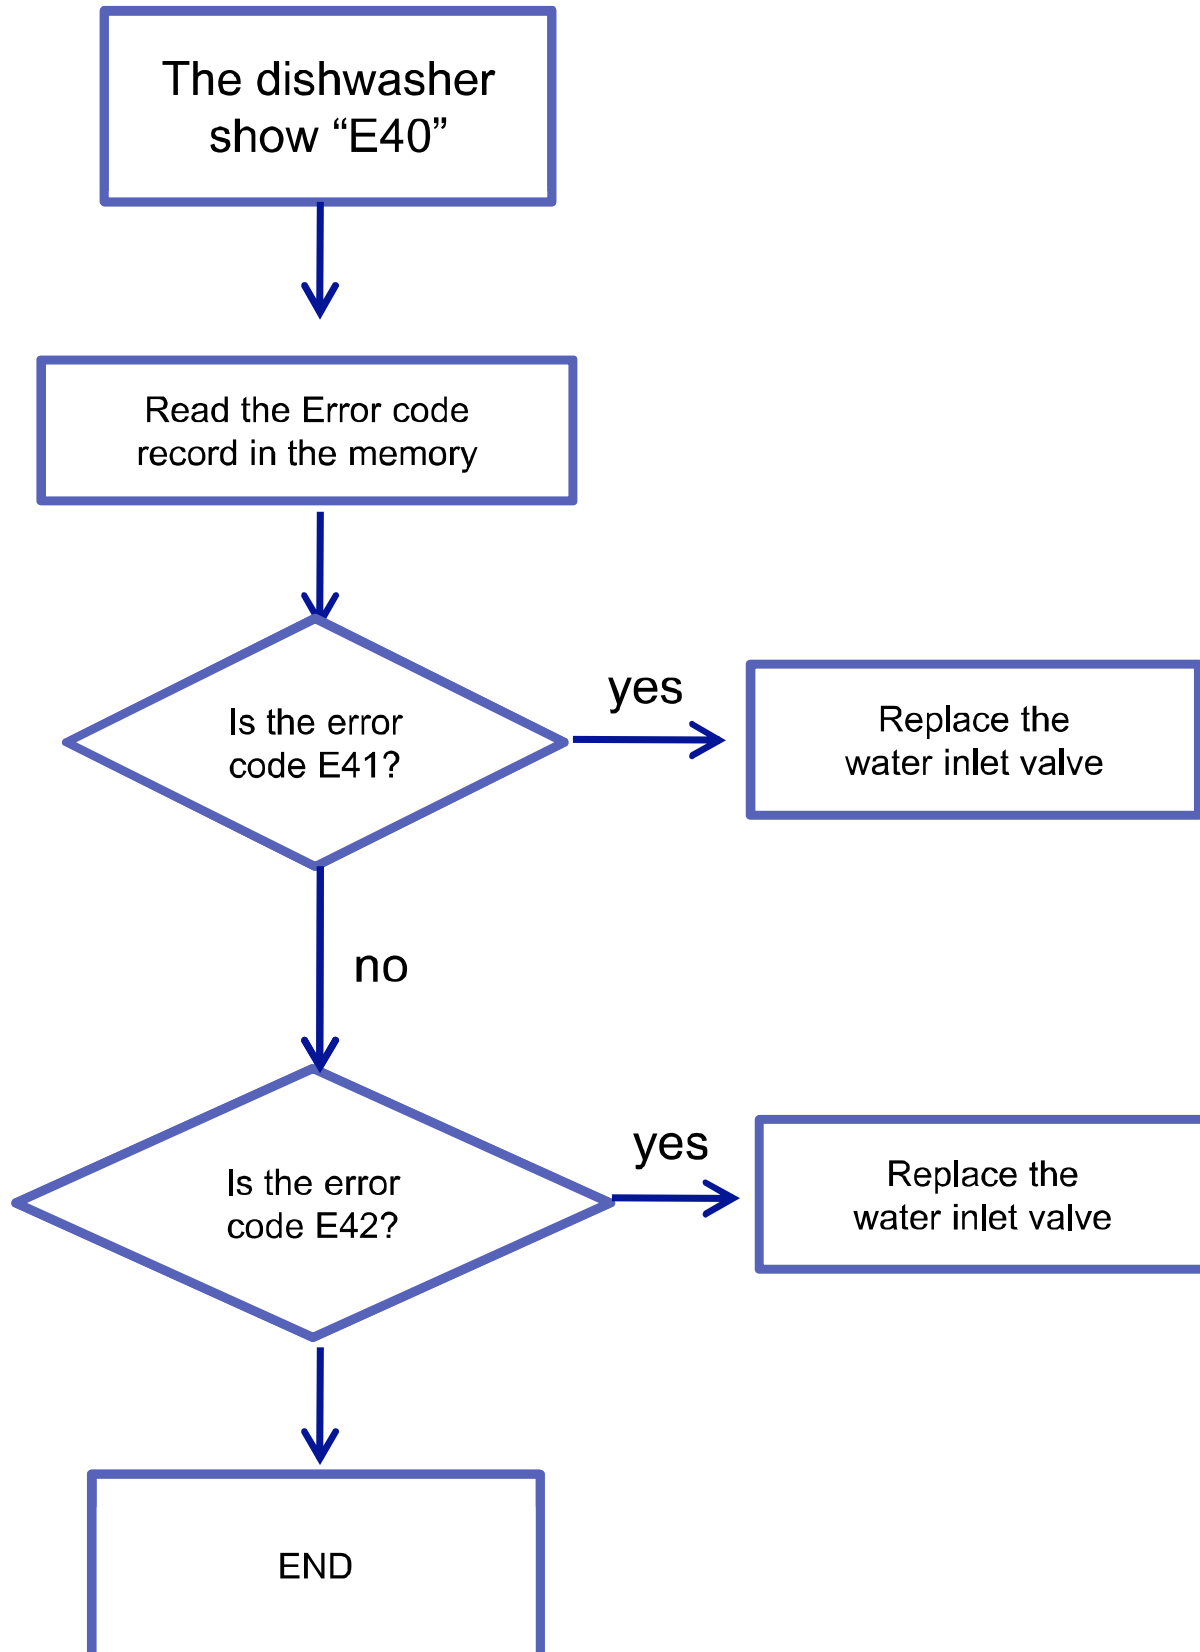 The dishwasher
show “E40”
Read the Error code
record in the memory
Is the error
code E41?
yes
Replace the
water inlet valve
no
Is the error
code E42?
yes
Replace the
water inlet valve
END